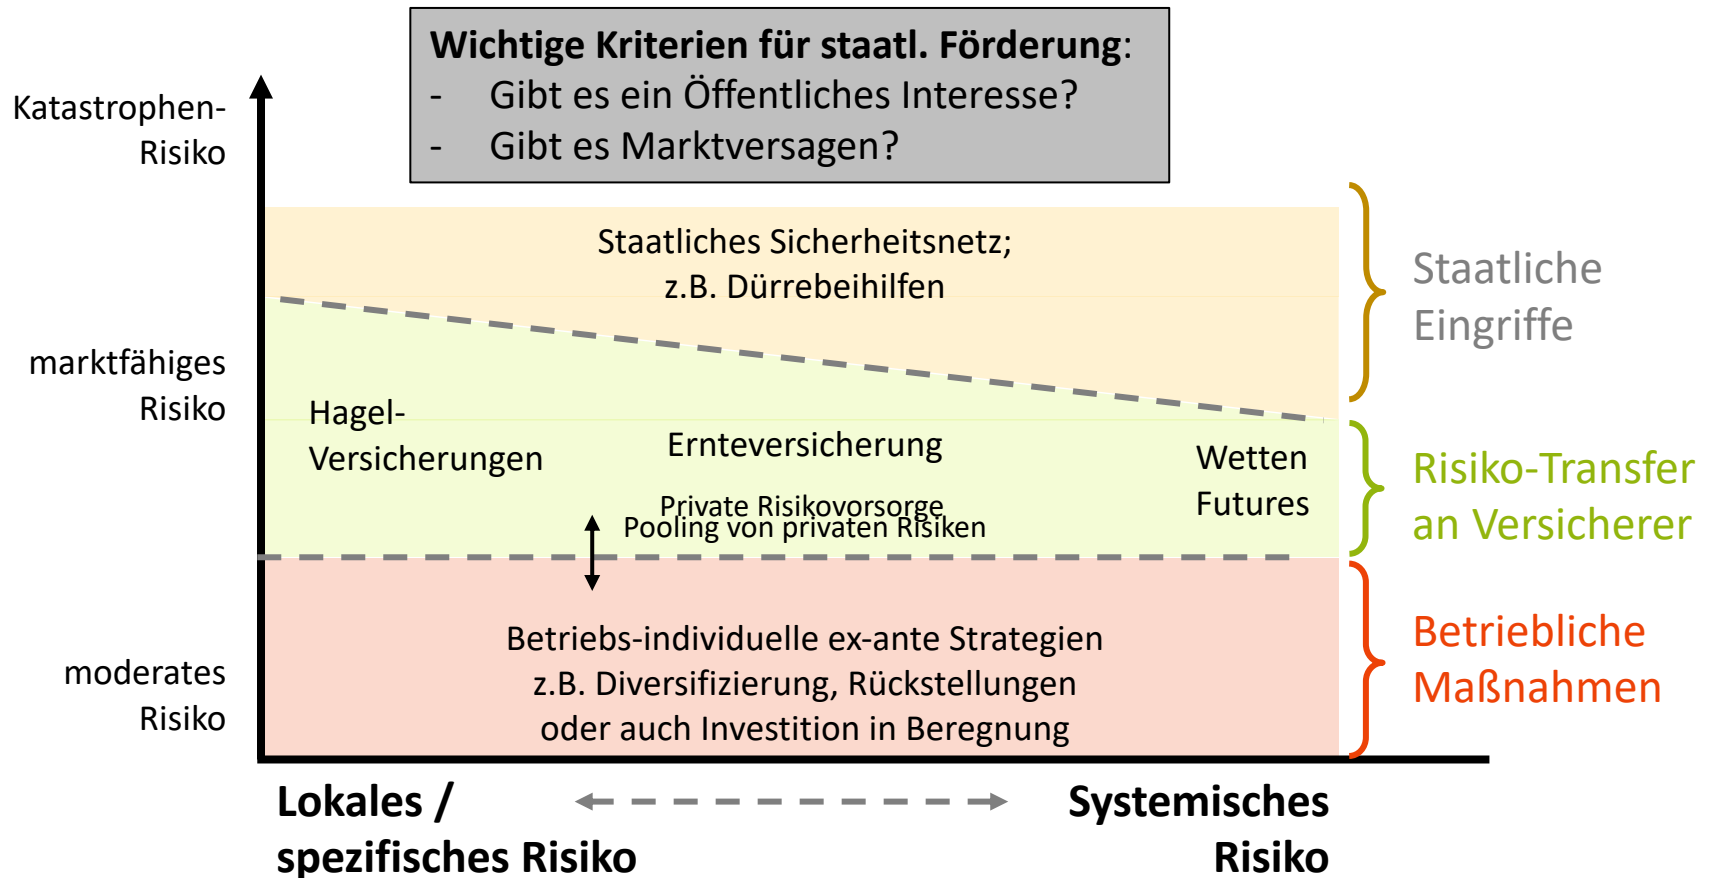 Wichtige Kriterien für staatl. Förderung:
- Gibt es ein Öffentliches Interesse?
- Gibt es Marktversagen?
Katastrophen-
Risiko
marktfähiges
Risiko
moderates
Risiko
Staatliches Sicherheitsnetz;
z.B. Dürrebeihilfen
Hagel-
Versicherungen
Ernteversicherung
Private Risikovorsorge
Pooling von privaten Risiken
Wetten
Futures
Betriebs-individuelle ex-ante Strategien
z.B. Diversifizierung, Rückstellungen
oder auch Investition in Beregnung
Staatliche
Eingriffe
Risiko-Transfer
an Versicherer
Betriebliche
Maßnahmen
Lokales /
spezifisches Risiko
Systemisches
Risiko